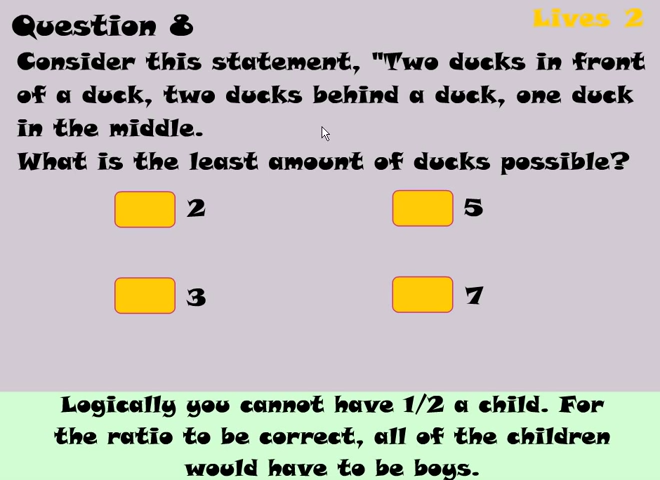 Question 8
Lives 2
Consider this statement, "Two ducks in front
of a duck, two ducks behind a duck, one duck
in the middle.
What is the least amount of ducks possible?
2
5
3
7
Logically you cannot have 1/2 a child. For
the ratio to be correct, all of the children
would have to be boys.